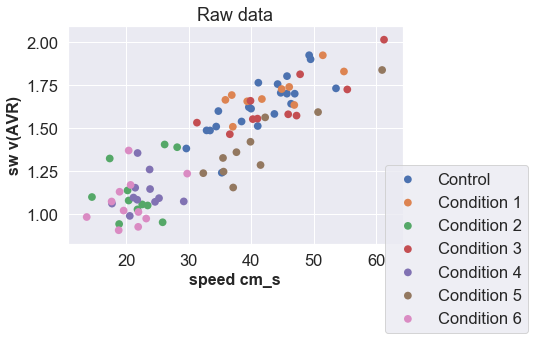 Raw data
2.00
1.75
1.50
1.25
1.00
sw v(AVR)
20
30
40
50
60
speed cm_s
Control
Condition 1
Condition 2
Condition 3
Condition 4
Condition 5
Condition 6